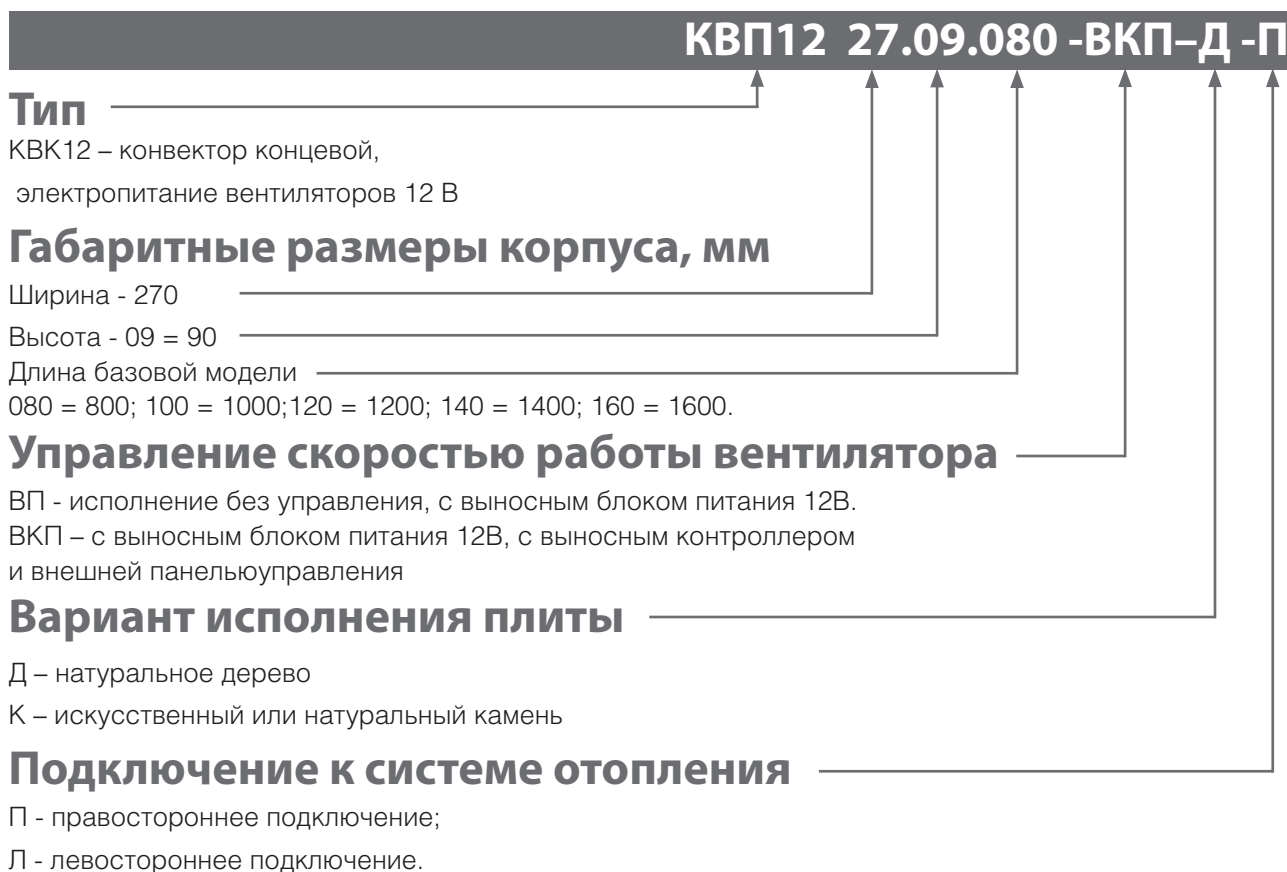 КВП12 27.09.080 -ВКП–Д -П
Тип
КВК12 – конвектор концевой,
электропитание вентиляторов 12 В
Габаритные размеры корпуса, мм
Ширина - 270
Высота - 09 = 90
Длина базовой модели
080 = 800; 100 = 1000;120 = 1200; 140 = 1400; 160 = 1600.
Управление скоростью работы вентилятора
ВП - исполнение без управления, с выносным блоком питания 12В.
ВКП – с выносным блоком питания 12В, с выносным контроллером
и внешней панельюуправления
Вариант исполнения плиты
Д – натуральное дерево
К – искусственный или натуральный камень
Подключение к системе отопления
П - правостороннее подключение;
Л - левостороннее подключение.